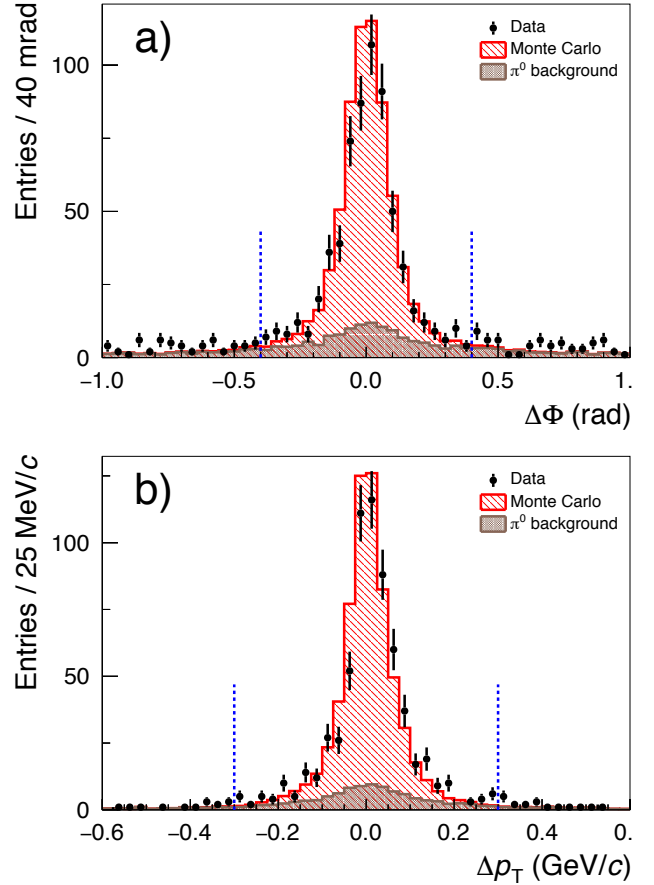 a)
Data
Monte Carlo
π⁰ background
Entries / 40 mrad
100
50
0
−1.0 −0.5 0.0 0.5 1.
ΔΦ (rad)
b)
Data
Monte Carlo
π⁰ background
Entries / 25 MeV/c
100
50
0
−0.6 −0.4 −0.2 0.0 0.2 0.4 0.
Δp_T (GeV/c)